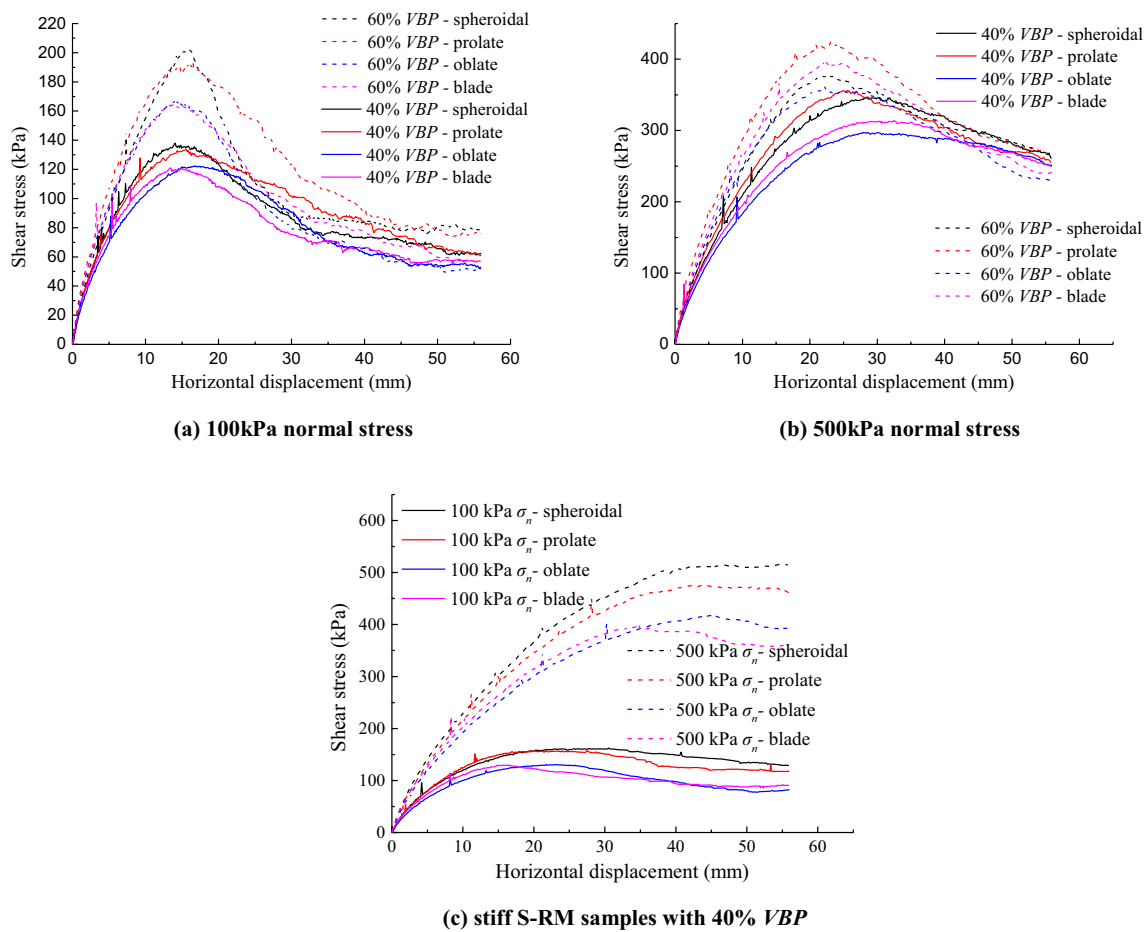 220
200
180
160
140
120
100
80
60
40
20
0
Shear stress (kPa)
60% VBP - spheroidal
60% VBP - prolate
60% VBP - oblate
60% VBP - blade
40% VBP - spheroidal
40% VBP - prolate
40% VBP - oblate
40% VBP - blade
0 10 20 30 40 50 60
Horizontal displacement (mm)
(a) 100kPa normal stress
400
300
200
100
0
Shear stress (kPa)
40% VBP - spheroidal
40% VBP - prolate
40% VBP - oblate
40% VBP - blade
60% VBP - spheroidal
60% VBP - prolate
60% VBP - oblate
60% VBP - blade
0 10 20 30 40 50 60
Horizontal displacement (mm)
(b) 500kPa normal stress
600
500
400
300
200
100
0
Shear stress (kPa)
100 kPa σn- spheroidal
100 kPa σn- prolate
100 kPa σn- oblate
100 kPa σn- blade
500 kPa σn- spheroidal
500 kPa σn- prolate
500 kPa σn- oblate
500 kPa σn- blade
0 10 20 30 40 50 60
Horizontal displacement (mm)
(c) stiff S-RM samples with 40% VBP